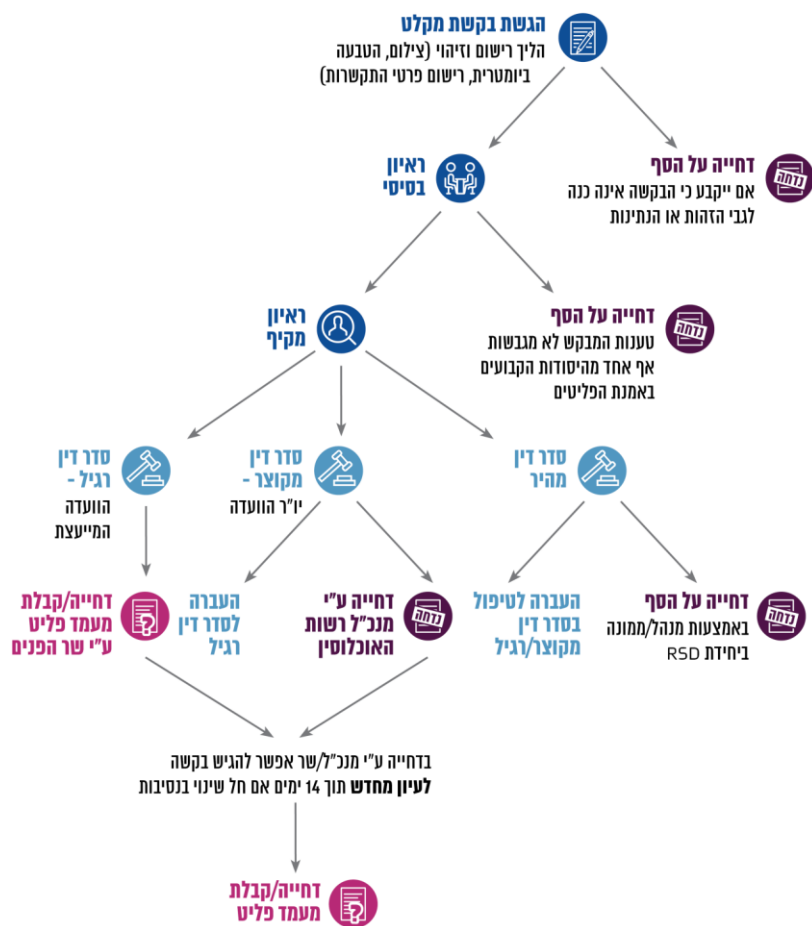 הגשת בקשת מקלט
הליך רישום וזיהוי (צילום, הטבעה
ביומטרית, רישום פרטי התקשרות)
דחייה על הסף
אם ייקבע כי הבקשה אינה כנה
לגבי הזהות או הנתינות
נדחה
ראיון
בסיסי
דחייה על הסף
טענות המבקש לא מגבשות
אף אחד מהיסודות הקבועים
באמנת הפליטים
נדחה
ראיון
מקיף
סדר דין
מהיר
סדר דין
מקוצר -
יו"ר הוועדה
סדר דין
רגיל -
הוועדה
המייעצת
דחייה על הסף
באמצעות מנהל/ממונה
ביחידת RSD
נדחה
העברה לטיפול
בסדר דין
מקוצר/רגיל
דחייה ע"י
מנכ"ל רשות
האוכלוסין
נדחה
העברה
לסדר דין
רגיל
דחייה/קבלת
מעמד פליט
ע"י שר הפנים
בדחייה ע"י מנכ"ל/שר אפשר להגיש בקשה
לעיון מחדש תוך 14 ימים אם חל שינוי בנסיבות
דחייה/קבלת
מעמד פליט